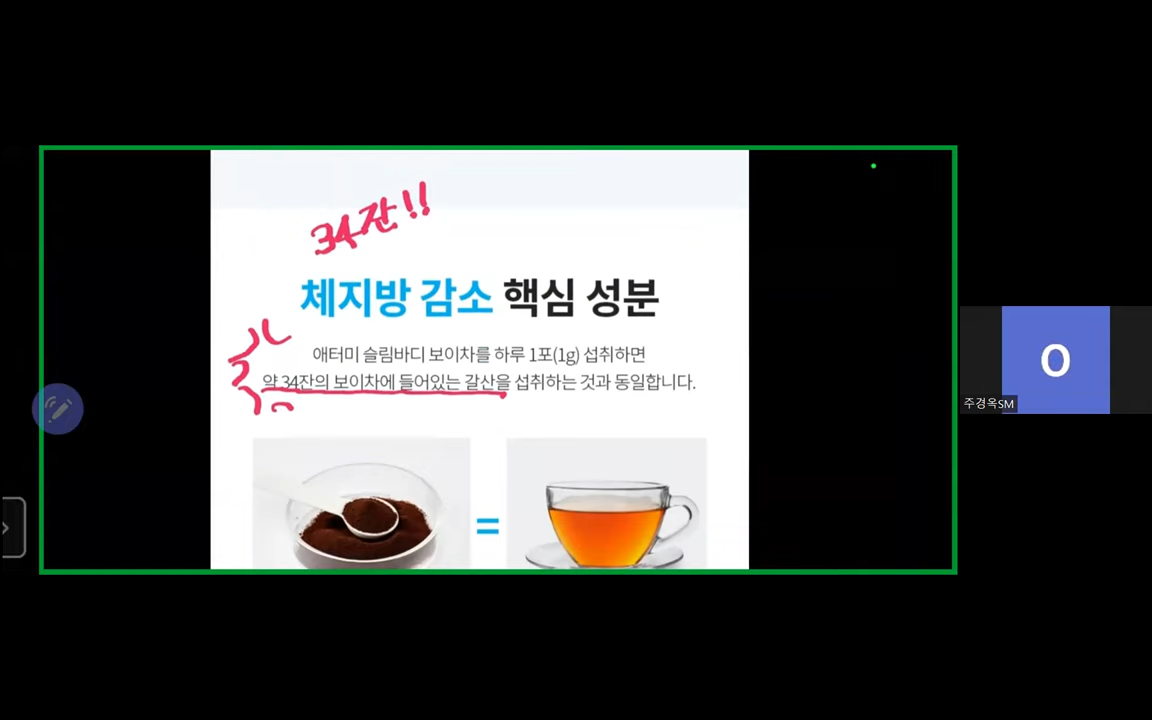 34잔!!
체지방 감소 핵심 성분
애터미 슬림바디 보이차를 하루 1포(1g) 섭취하면
약 34잔의 보이차에 들어있는 갈산을 섭취하는 것과 동일합니다.
=
O
주경옥SM